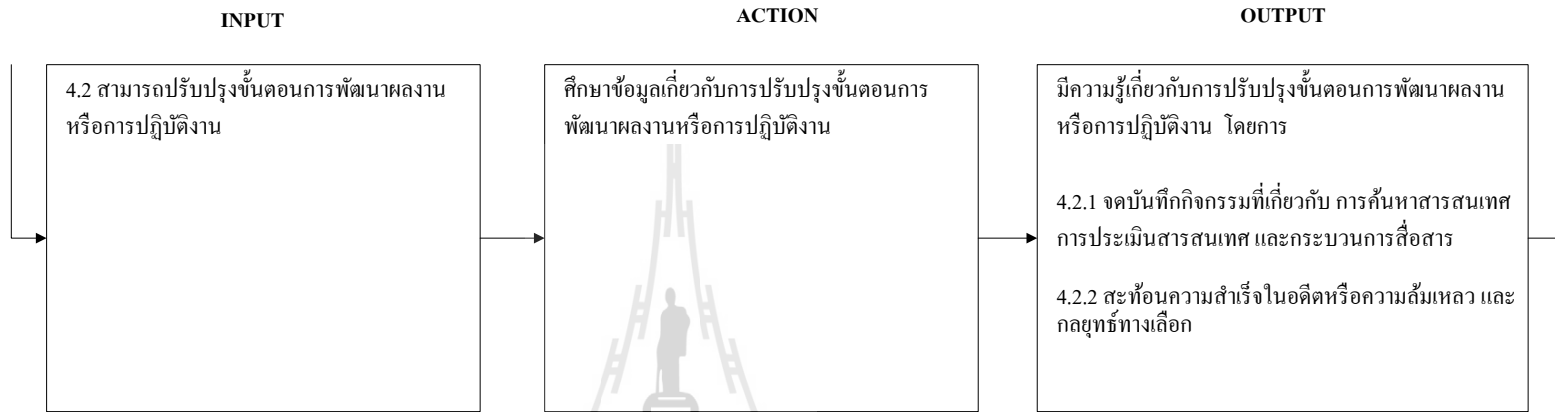 INPUT
ACTION
OUTPUT
4.2 สามารถปรับปรุงขั้นตอนการพัฒนาผลงาน
หรือการปฏิบัติงาน
ศึกษาข้อมูลเกี่ยวกับการปรับปรุงขั้นตอนการ
พัฒนาผลงานหรือการปฏิบัติงาน
มีความรู้เกี่ยวกับการปรับปรุงขั้นตอนการพัฒนาผลงาน
หรือการปฏิบัติงาน โดยการ
4.2.1 จดบันทึกกิจกรรมที่เกี่ยวกับ การค้นหาสารสนเทศ
การประเมินสารสนเทศ และกระบวนการสื่อสาร
4.2.2 สะท้อนความสำเร็จในอดีตหรือความล้มเหลว และ
กลยุทธ์ทางเลือก